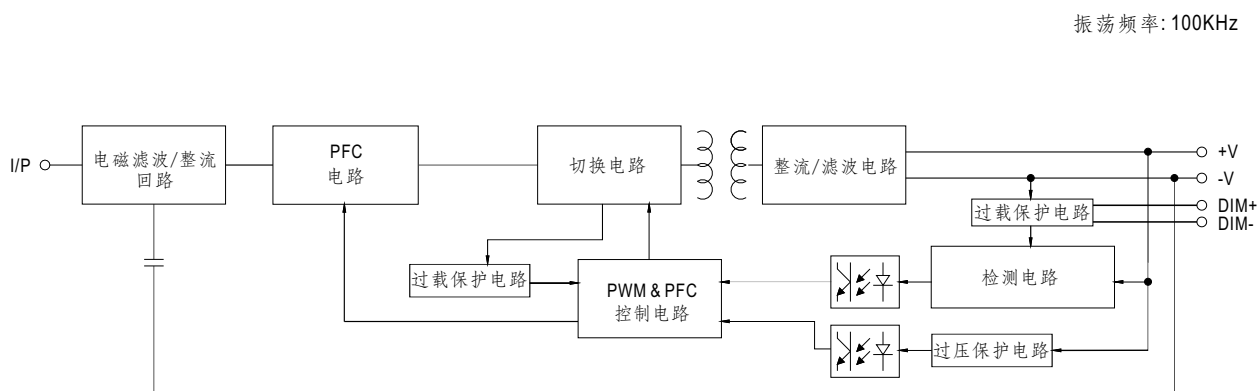 振荡频率: 100KHz
I/P
电磁滤波/整流
回路
PFC
电路
切换电路
整流/滤波电路
+V
-V
DIM+
DIM-
过载保护电路
过载保护电路
PWM & PFC
控制电路
检测电路
过压保护电路